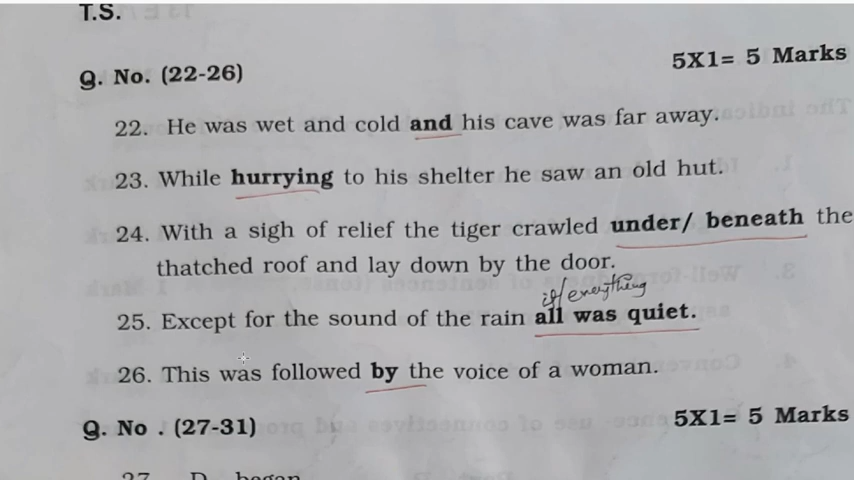 T.S.
Q. No. (22-26) 5X1= 5 Marks
22. He was wet and cold and his cave was far away.
23. While hurrying to his shelter he saw an old hut.
24. With a sigh of relief the tiger crawled under/ beneath the
thatched roof and lay down by the door.
everything
25. Except for the sound of the rain all was quiet.
26. This was followed by the voice of a woman.
Q. No . (27-31) 5X1= 5 Marks
27. D began